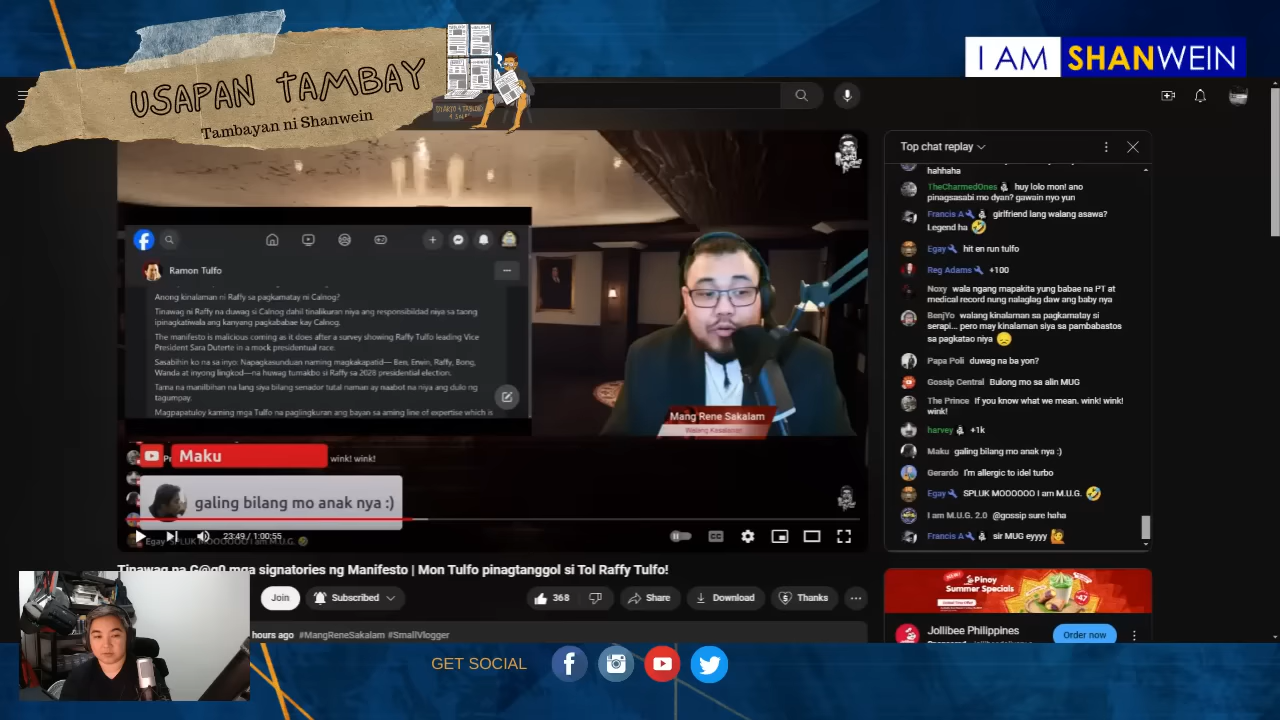 USAPAN TAMBAY
Tambayan ni Shanwein
I AM SHANWEIN
Ramon Tulfo
Anong kinalaman ni Raffy sa pagkamatay ni Calnog?
Tinawag ni Raffy na duwag si Calnog dahil tinalikuran niya ang responsibilidad niya sa taong
ipinagkatiwala ang kanyang pagkababae kay Calnog.
The manifesto is malicious coming as it does after a survey showing Raffy Tulfo leading Vice
President Sara Duterte in a mock presidentual race.
Sasabihin ko na sa inyo: Napagkasunduan naming magkakapatid— Ben, Erwin, Raffy, Bong,
Wanda at inyong lingkod—na huwag tumakbo si Raffy sa 2028 presidential election.
Tama na manilbihan na lang siya bilang senador tutal naman ay naabot na niya ang dulo ng
tagumpay.
Magpapatuloy kaming mga Tulfo na paglingkuran ang bayan sa aming line of expertise which is
Mang Rene Sakalam
wink! wink!
Maku
galing bilang mo anak nya :)
Egay SPLUK MOOOOOO I am M.U.G.
23:49 / 1:00:55
CC
Top chat replay
hahhaha
TheCharmedOnes huy lolo mon! ano
pinagsasabi mo dyan? gawain nyo yun
Francis A girlfriend lang walang asawa?
Legend ha 🤣
Egay hit en run tulfo
Reg Adams +100
Noxy wala ngang mapakita yung babae na PT at
medical record nung nalaglag daw ang baby nya
BenjYo walang kinalaman sa pagkamatay si
serapi... pero may kinalaman siya sa pambabastos
sa pagkatao niya 😞
Papa Poli duwag na ba yon?
Gossip Central Bulong mo sa alin MUG
The Prince If you know what we mean. wink! wink!
wink!
harvey +1k
Maku galing bilang mo anak nya :)
Gerardo I'm allergic to idel turbo
Egay SPLUK MOOOOOO I am M.U.G. 🤣
I am M.U.G. 2.0 @gossip sure haha
Francis A sir MUG eyyyy 🙋
Tinawag na G@g0 mga signatories ng Manifesto | Mon Tulfo pinagtanggol si Tol Raffy Tulfo!
Join
Subscribed
368
Share
Download
Thanks
hours ago #MangReneSakalam #SmallVlogger
Pinoy
Summer Specials
Jollibee Philippines
Order now
GET SOCIAL